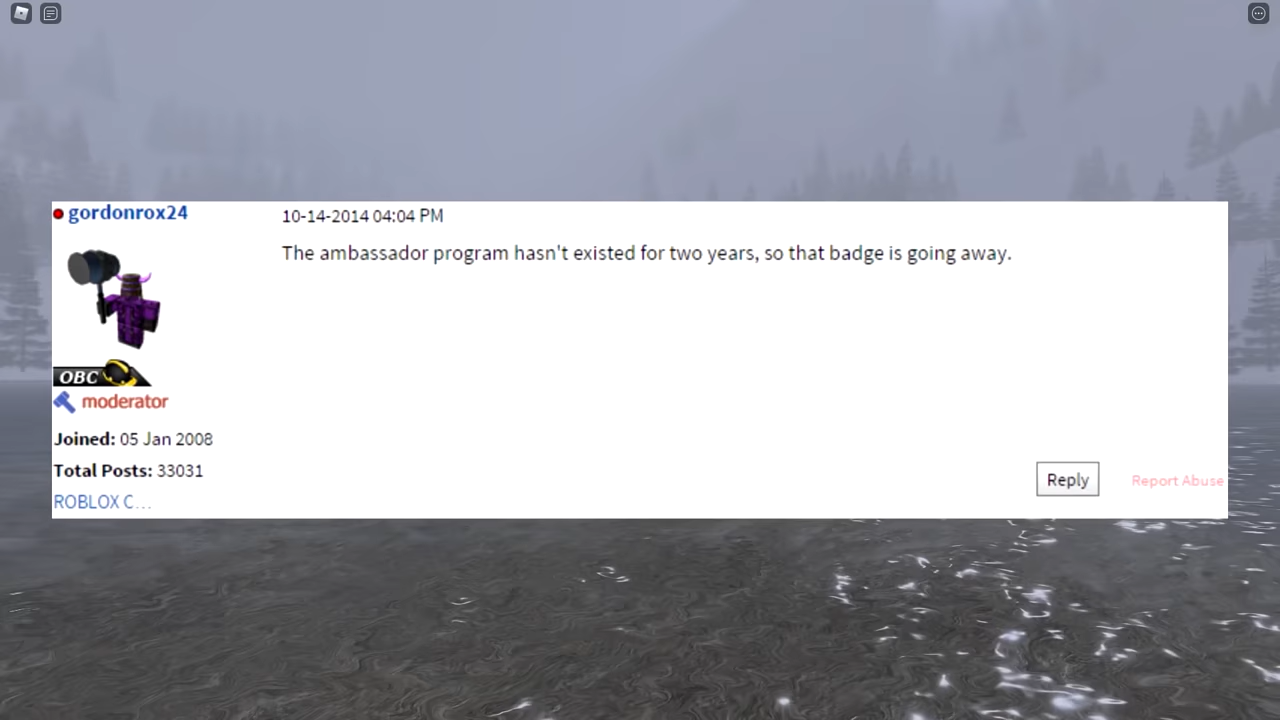 gordonrox24
10-14-2014 04:04 PM
The ambassador program hasn't existed for two years, so that badge is going away.
OBC
moderator
Joined: 05 Jan 2008
Total Posts: 33031
ROBLOX C...
Reply
Report Abuse